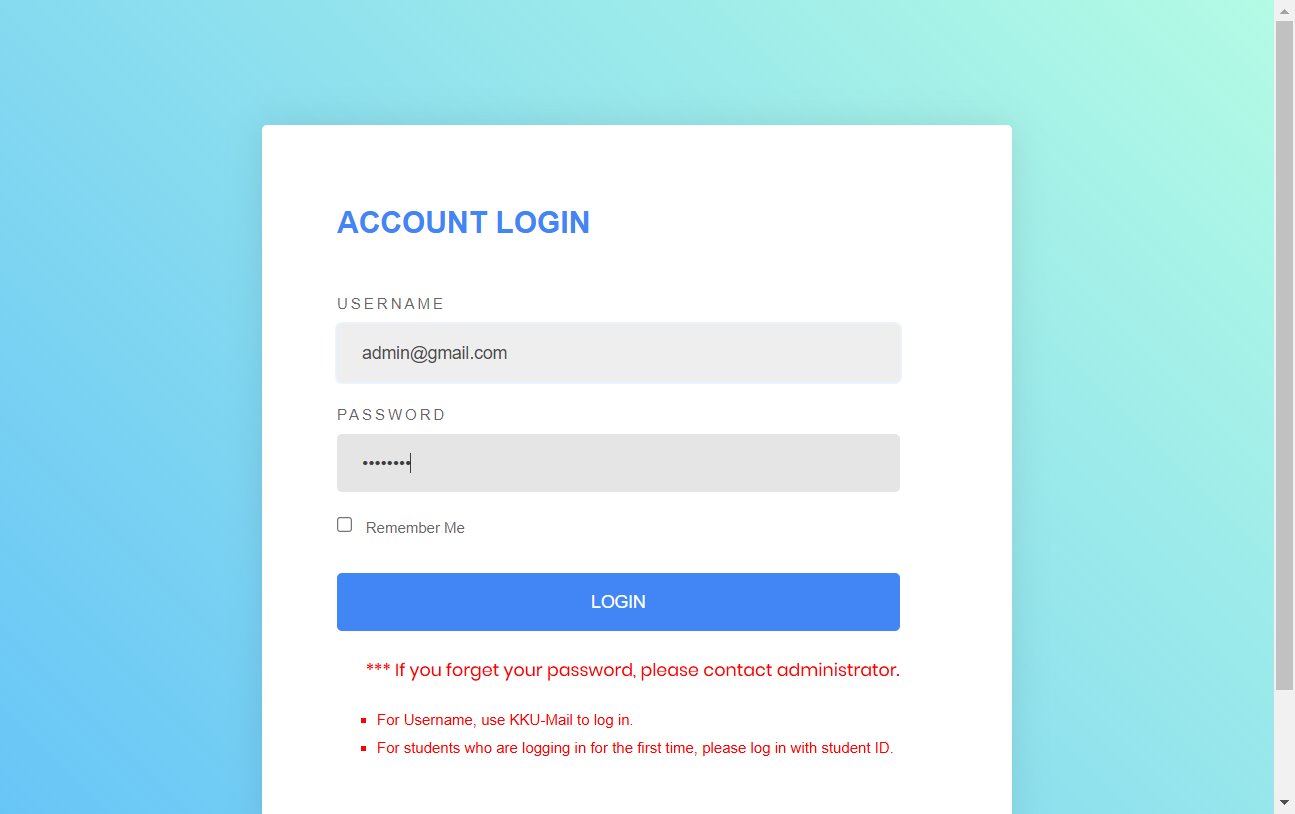 ACCOUNT LOGIN
USERNAME
admin@gmail.com
PASSWORD
••••••••
Remember Me
LOGIN
*** If you forget your password, please contact administrator.
For Username, use KKU-Mail to log in.
For students who are logging in for the first time, please log in with student ID.